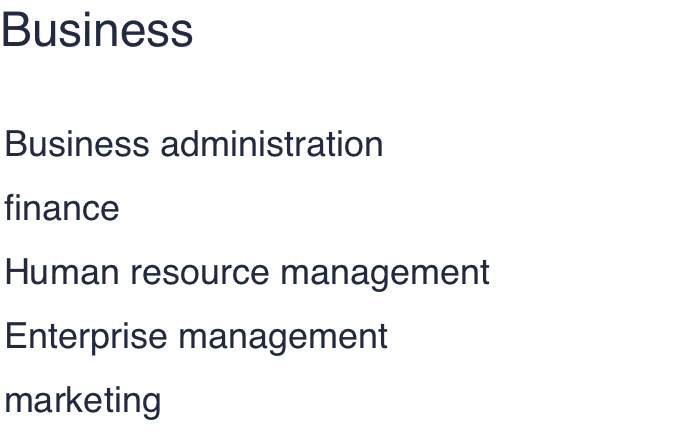 Business
Business administration
finance
Human resource management
Enterprise management
marketing